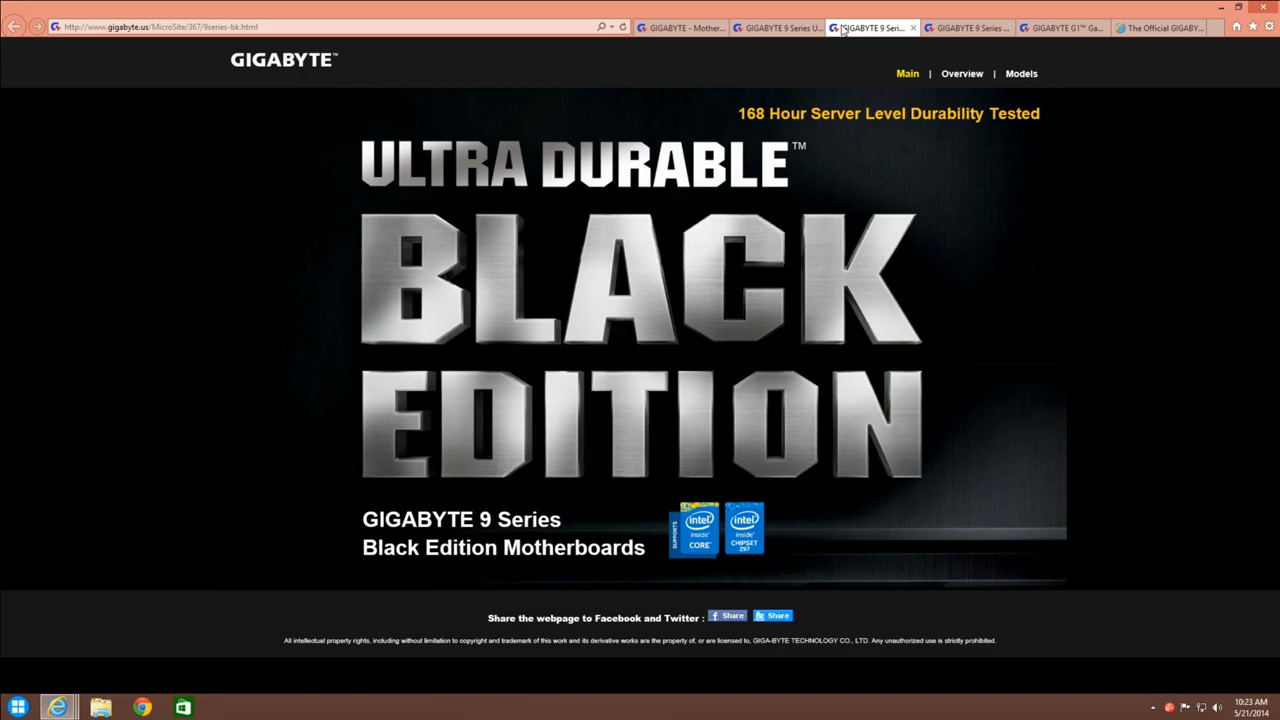 http://www.gigabyte.us/MicroSite/367/9series-bk.html
GIGABYTE - Mother...
GIGABYTE 9 Series U...
GIGABYTE 9 Seri...
GIGABYTE 9 Series ...
GIGABYTE G1™ Ga...
The Official GIGABY...
GIGABYTE™
Main | Overview | Models
168 Hour Server Level Durability Tested
ULTRA DURABLE™
BLACK
EDITION
GIGABYTE 9 Series
Black Edition Motherboards
SUPPORTS
intel inside™ CORE™
intel inside™ CHIPSET Z97
Share the webpage to Facebook and Twitter : Share Share
All intellectual property rights, including without limitation to copyright and trademark of this work and its derivative works are the property of, or are licensed to, GIGA-BYTE TECHNOLOGY CO., LTD. Any unauthorized use is strictly prohibited.
10:23 AM
5/21/2014